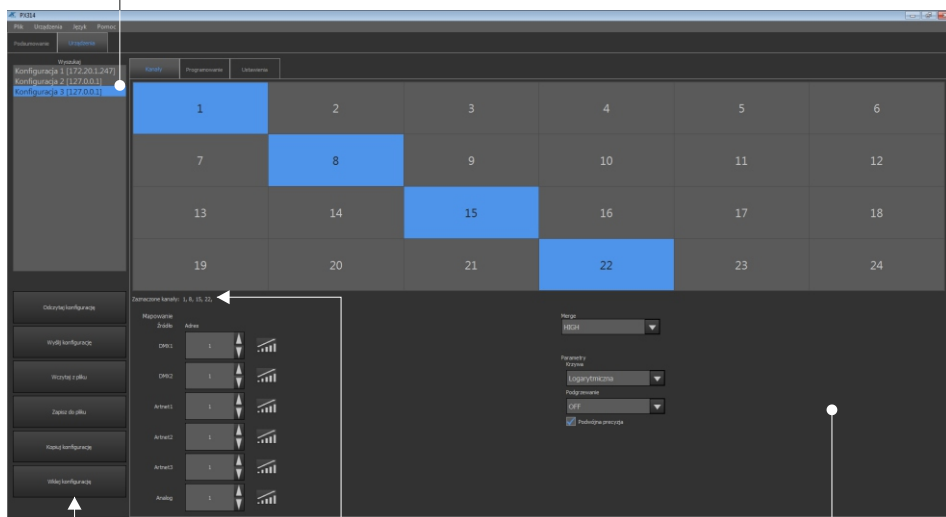 PX314
Plik Urządzenia Język Pomoc
Podsumowanie Urządzenia
Wyszukaj
Konfiguracja 1 [172.20.1.247]
Konfiguracja 2 [127.0.0.1]
Konfiguracja 3 [127.0.0.1]
Kanały Programowanie Ustawienia
1 2 3 4 5 6
7 8 9 10 11 12
13 14 15 16 17 18
19 20 21 22 23 24
Zaznaczone kanały: 1, 8, 15, 22,
Odczytaj konfigurację
Wyślij konfigurację
Wczytaj z pliku
Zapisz do pliku
Kopiuj konfigurację
Wklej konfigurację
Mapowanie
Źródło Adres
DMX1 1
DMX2 1
Artnet1 1
Artnet2 1
Artnet3 1
Analog 1
Merge
HIGH
Parametry
Krzywa
Logarytmiczna
Podgrzewanie
OFF
Podwójna precyzja